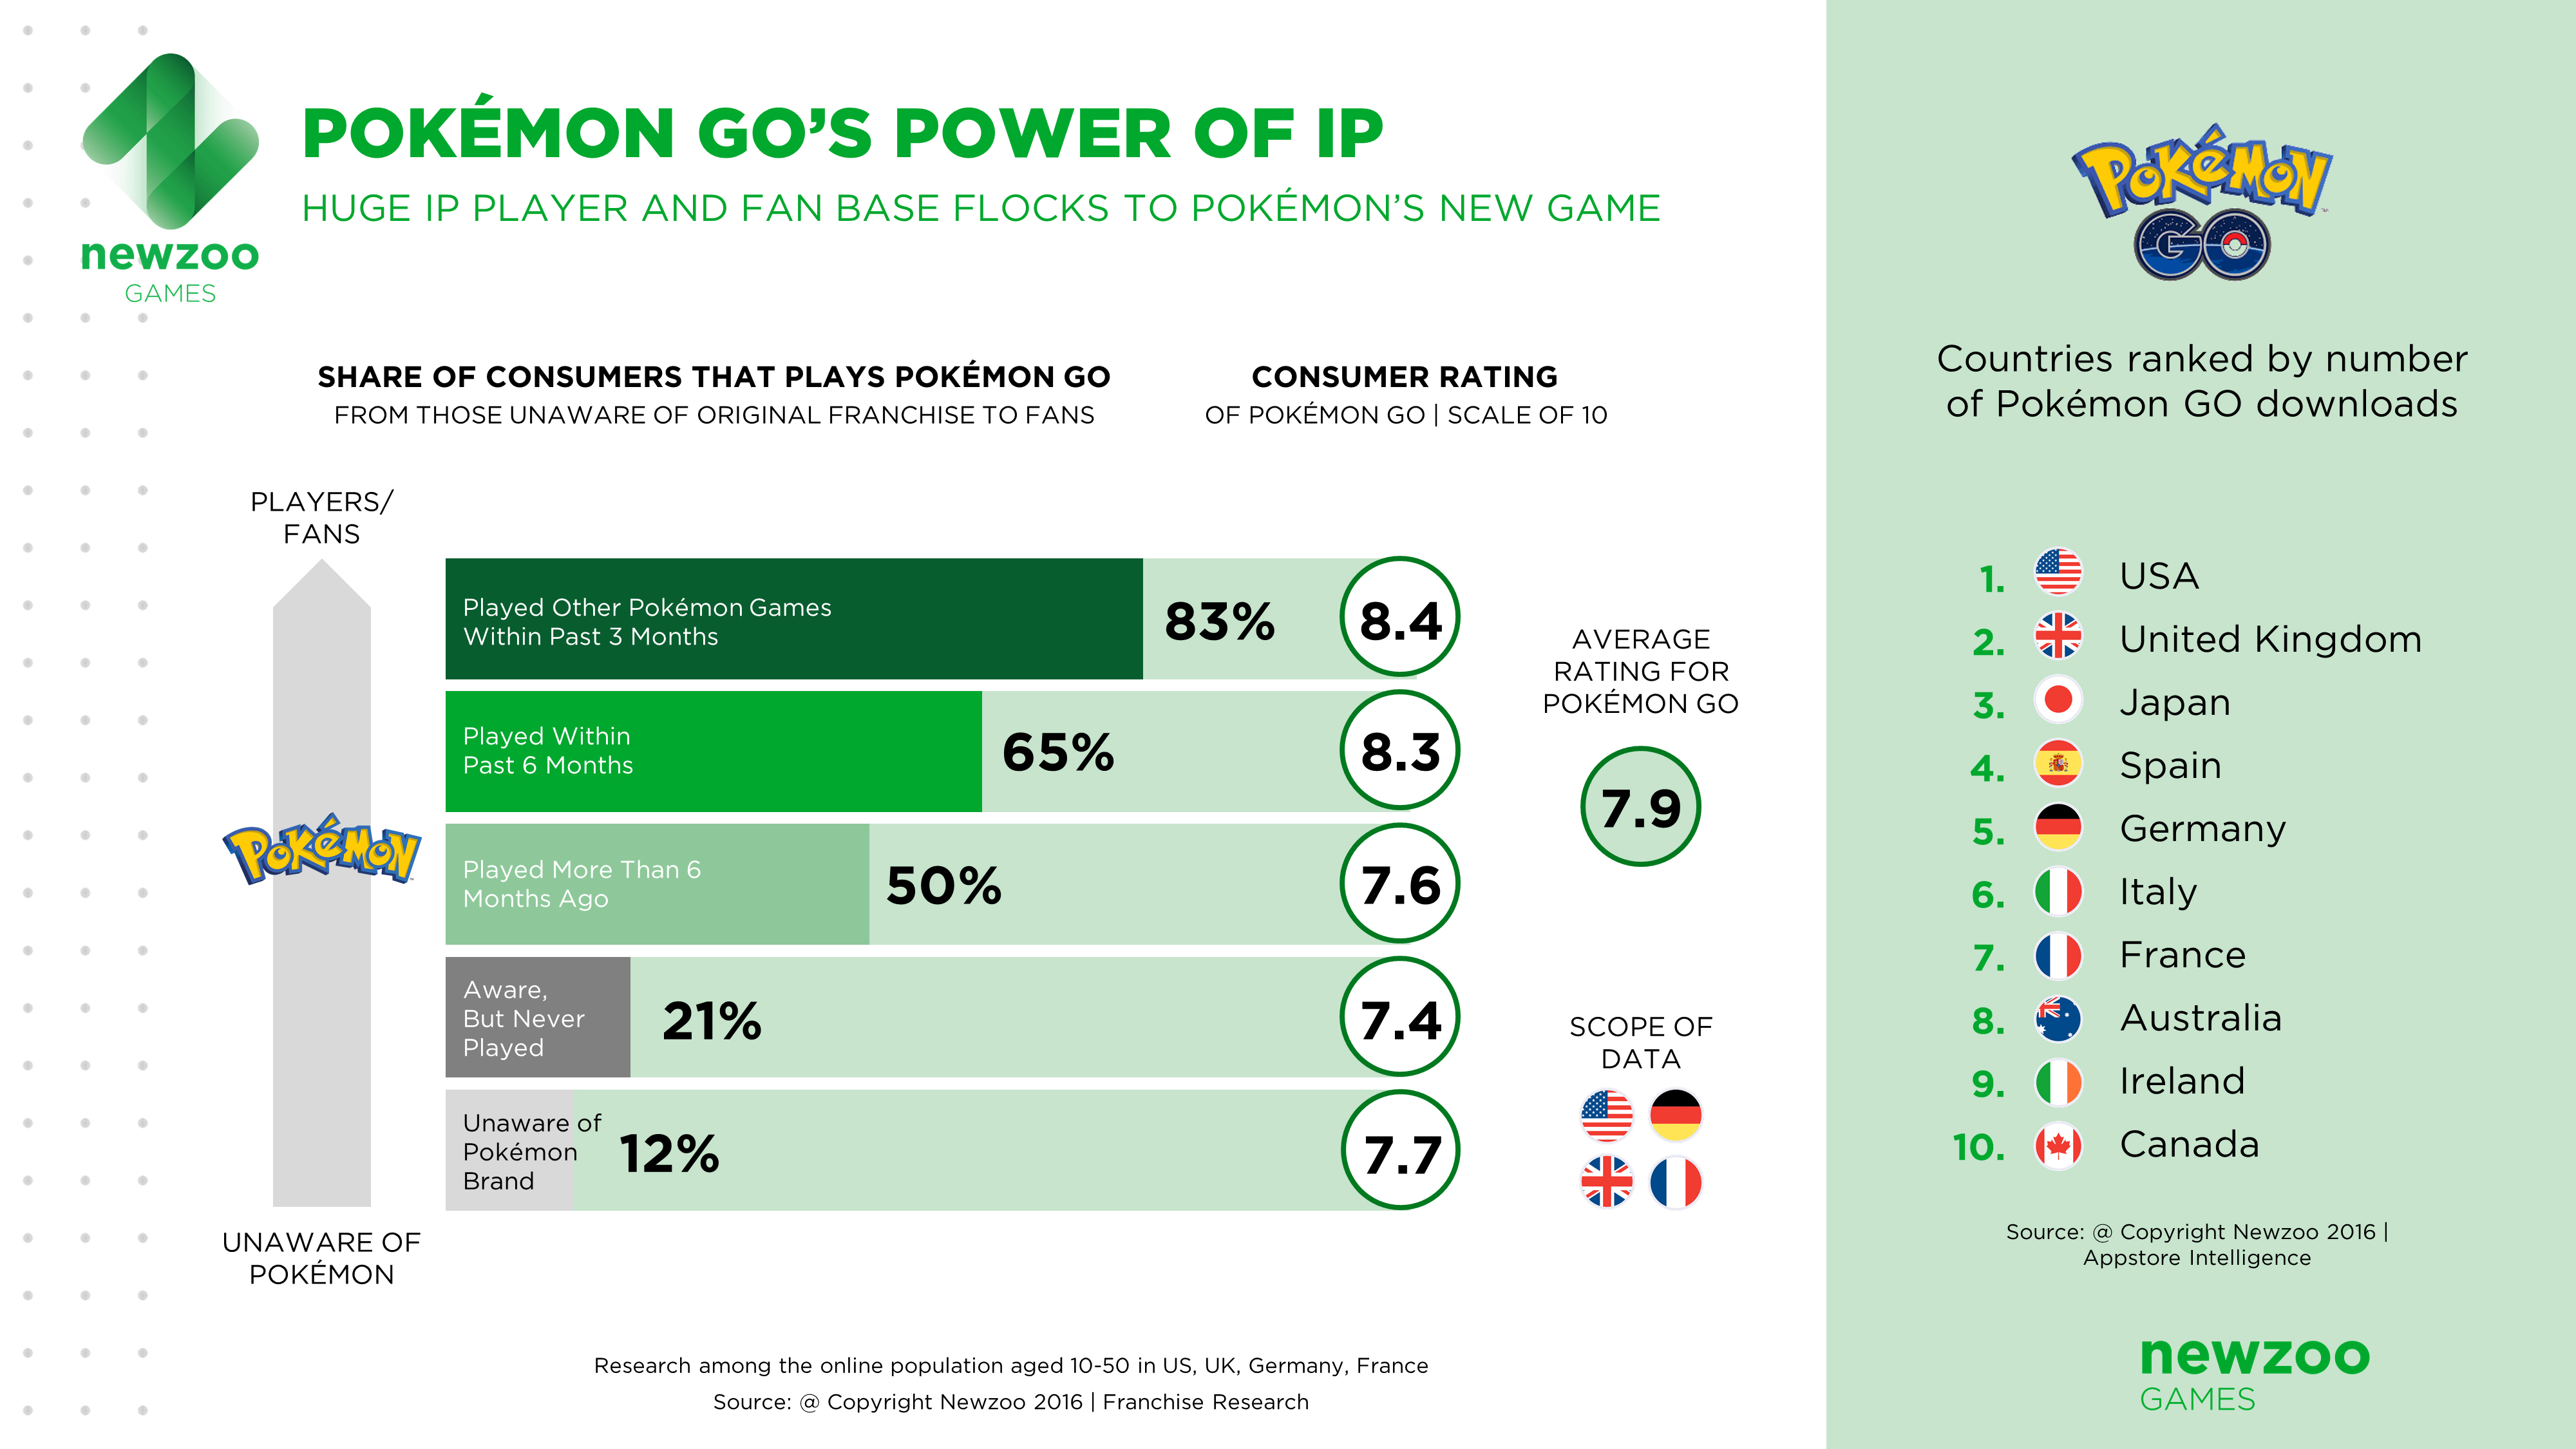 newzoo
GAMES
POKÉMON GO’S POWER OF IP
HUGE IP PLAYER AND FAN BASE FLOCKS TO POKÉMON’S NEW GAME
SHARE OF CONSUMERS THAT PLAYS POKÉMON GO
FROM THOSE UNAWARE OF ORIGINAL FRANCHISE TO FANS
CONSUMER RATING
OF POKÉMON GO | SCALE OF 10
PLAYERS/
FANS
POKéMON
UNAWARE OF
POKÉMON
Played Other Pokémon Games
Within Past 3 Months
83%
8.4
Played Within
Past 6 Months
65%
8.3
Played More Than 6
Months Ago
50%
7.6
Aware,
But Never
Played
21%
7.4
Unaware of
Pokémon
Brand
12%
7.7
AVERAGE
RATING FOR
POKÉMON GO
7.9
SCOPE OF
DATA
Research among the online population aged 10-50 in US, UK, Germany, France
Source: @ Copyright Newzoo 2016 | Franchise Research
POKéMON
GO
Countries ranked by number
of Pokémon GO downloads
1. USA
2. United Kingdom
3. Japan
4. Spain
5. Germany
6. Italy
7. France
8. Australia
9. Ireland
10. Canada
Source: @ Copyright Newzoo 2016 |
Appstore Intelligence
newzoo
GAMES